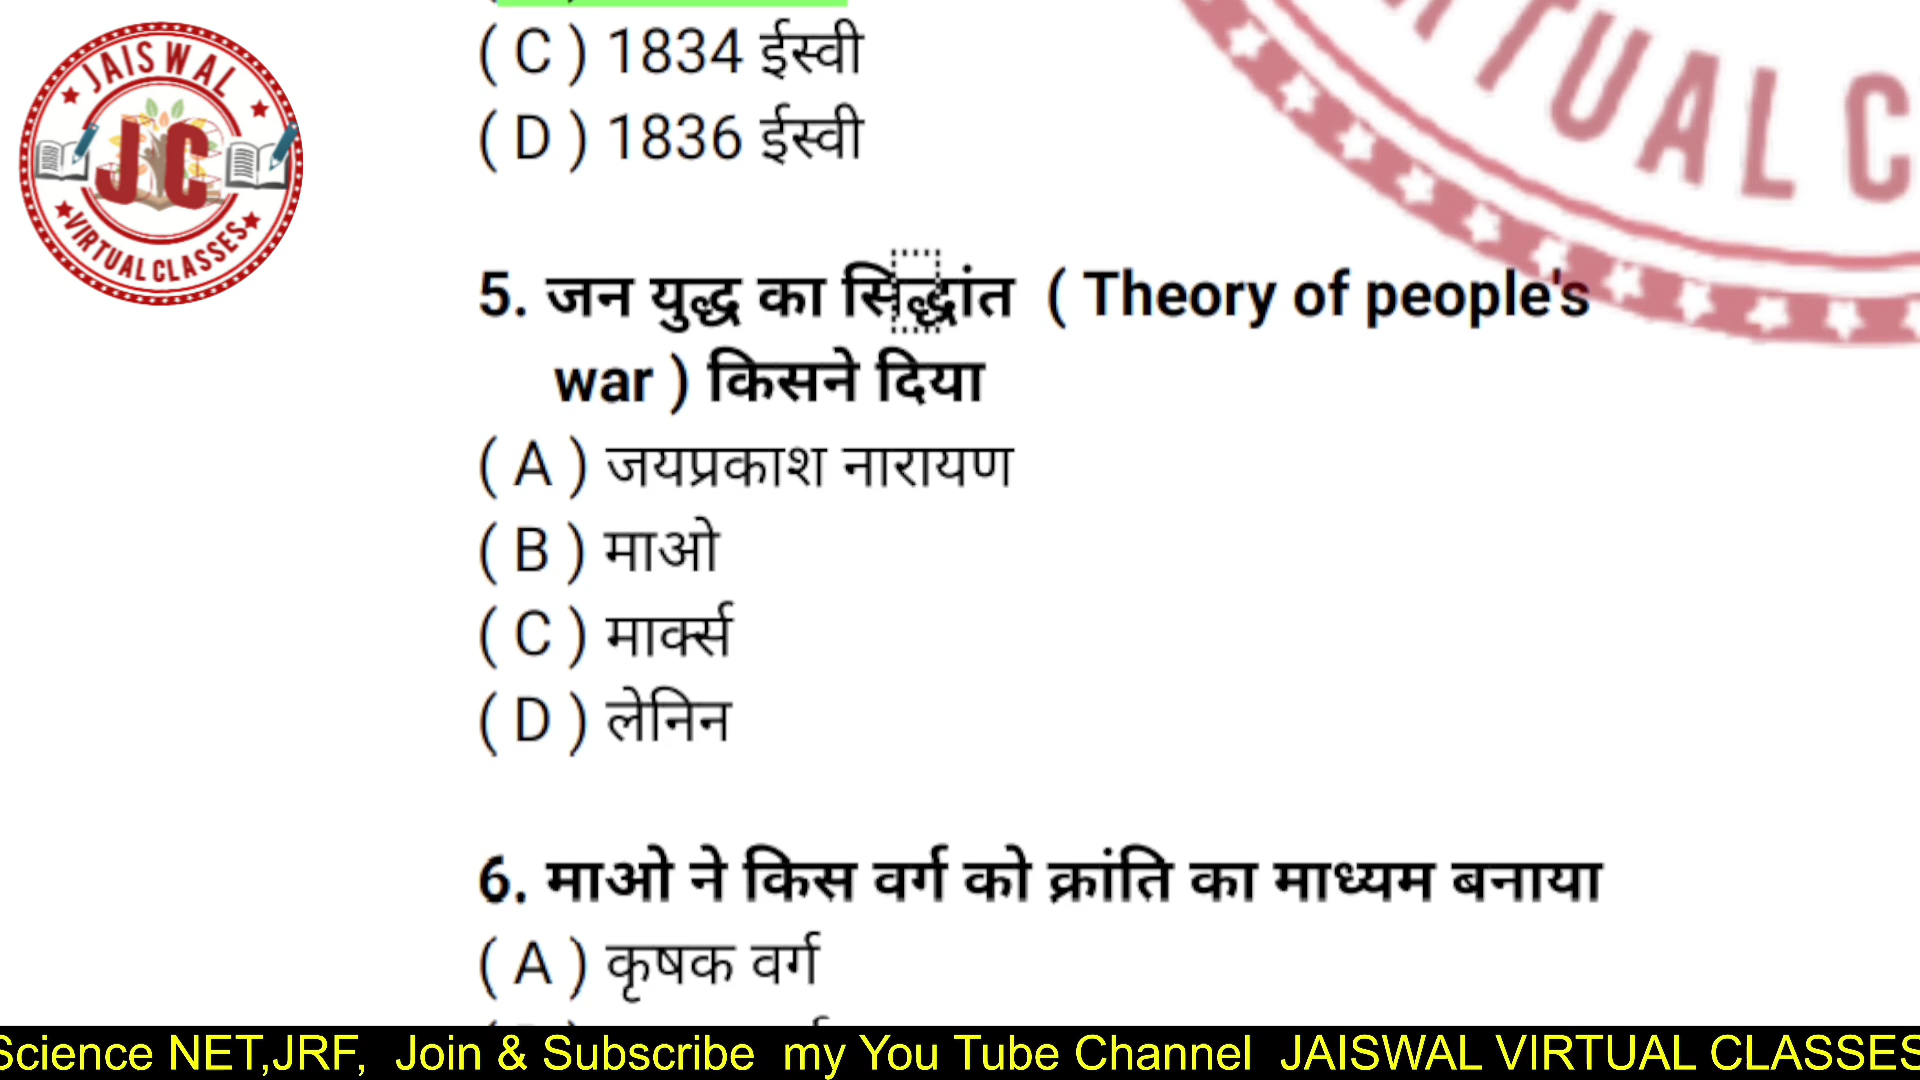 JAISWAL
JC
VIRTUAL CLASSES
( C ) 1834 ईस्वी
( D ) 1836 ईस्वी
RTUAL C
5. जन युद्ध का सिद्धांत ( Theory of people's
war ) किसने दिया
( A ) जयप्रकाश नारायण
( B ) माओ
( C ) मार्क्स
( D ) लेनिन
6. माओ ने किस वर्ग को क्रांति का माध्यम बनाया
( A ) कृषक वर्ग
Science NET,JRF, Join & Subscribe my You Tube Channel JAISWAL VIRTUAL CLASSES